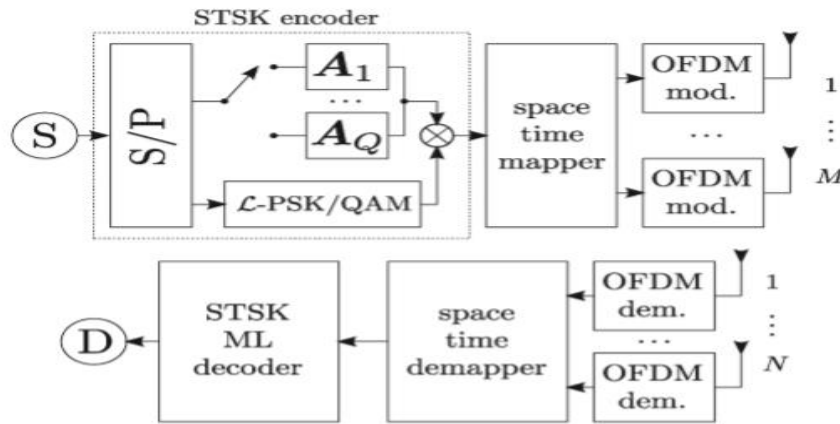 STSK encoder
S
S/P
A₁
...
A_Q
ℒ-PSK/QAM
space
time
mapper
OFDM
mod.
...
OFDM
mod.
1
⋮
M
D
STSK
ML
decoder
space
time
demapper
OFDM
dem.
...
OFDM
dem.
1
⋮
N